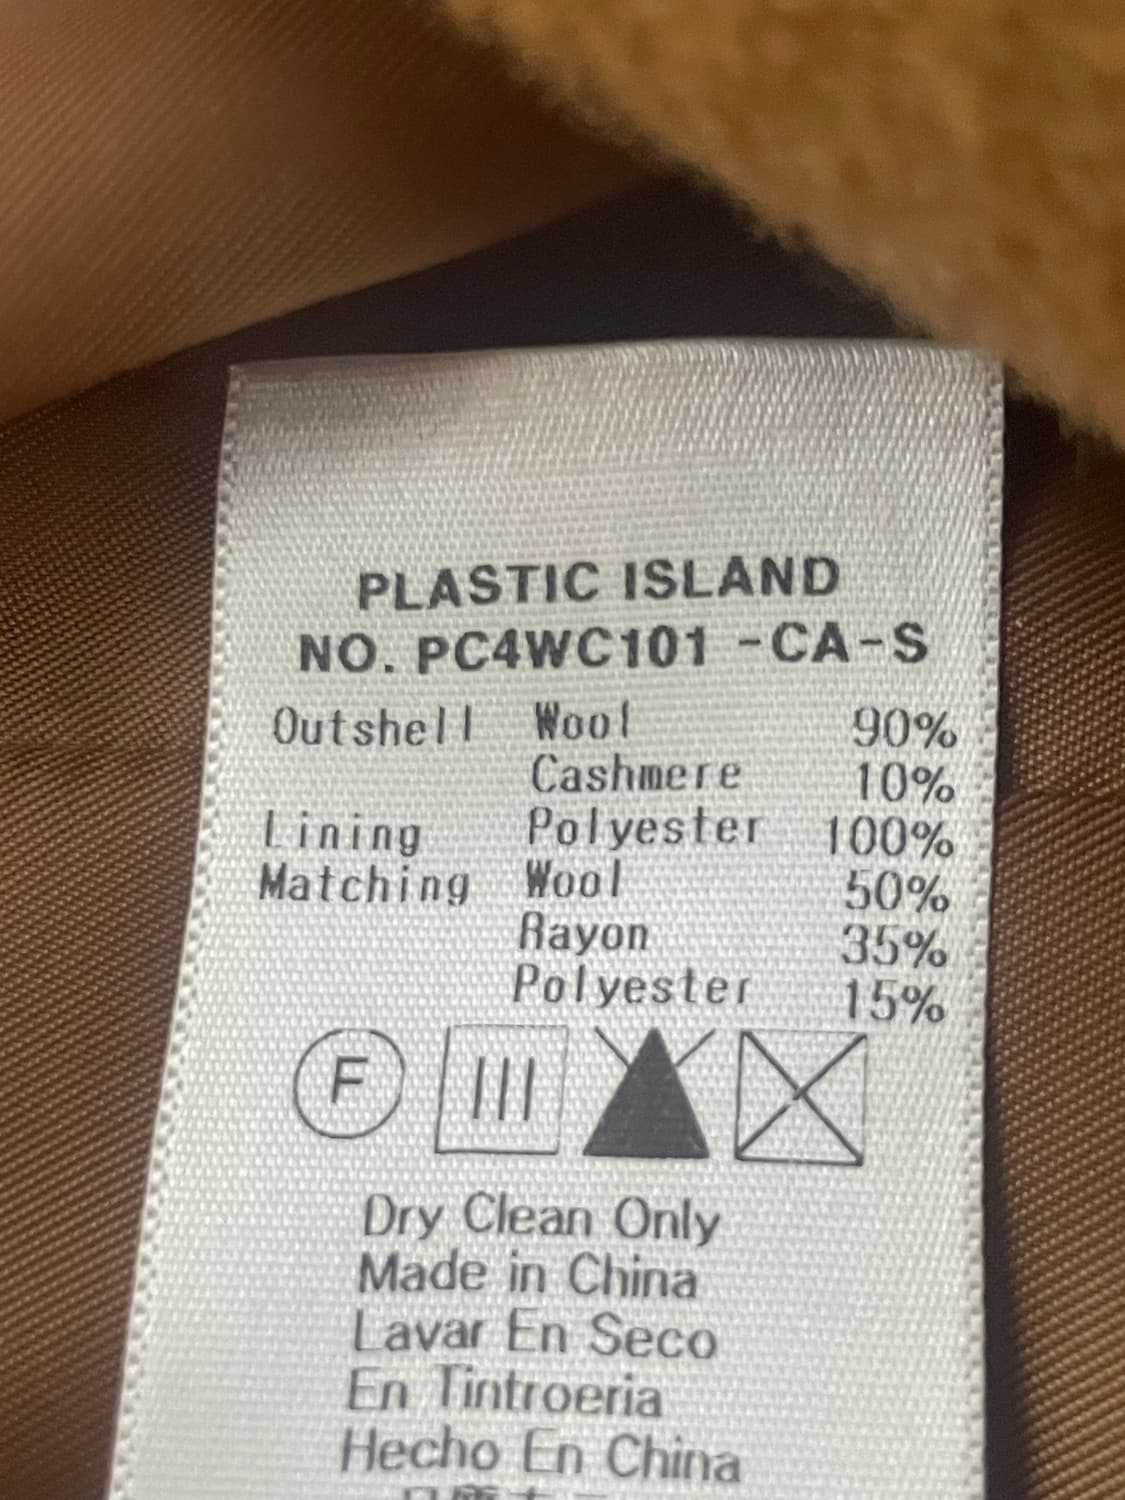 PLASTIC ISLAND
NO. PC4WC101 -CA-S
Outshell Wool 90%
Cashmere 10%
Lining Polyester 100%
Matching Wool 50%
Rayon 35%
Polyester 15%
F
Dry Clean Only
Made in China
Lavar En Seco
En Tintroeria
Hecho En China